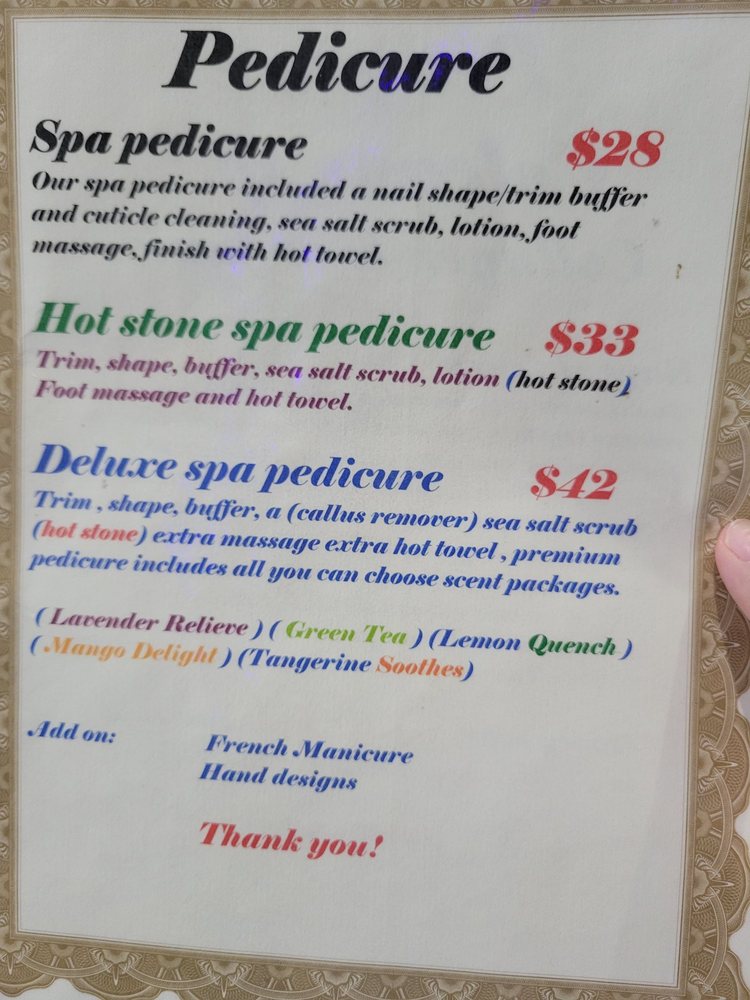 Pedicure
Spa pedicure $28
Our spa pedicure included a nail shape/trim buffer
and cuticle cleaning, sea salt scrub, lotion, foot
massage, finish with hot towel.
Hot stone spa pedicure $33
Trim, shape, buffer, sea salt scrub, lotion (hot stone),
Foot massage and hot towel.
Deluxe spa pedicure $42
Trim , shape, buffer, a (callus remover) sea salt scrub
(hot stone) extra massage extra hot towel , premium
pedicure includes all you can choose scent packages.
( Lavender Relieve ) ( Green Tea ) (Lemon Quench )
( Mango Delight ) (Tangerine Soothes)
Add on: French Manicure
Hand designs
Thank you!